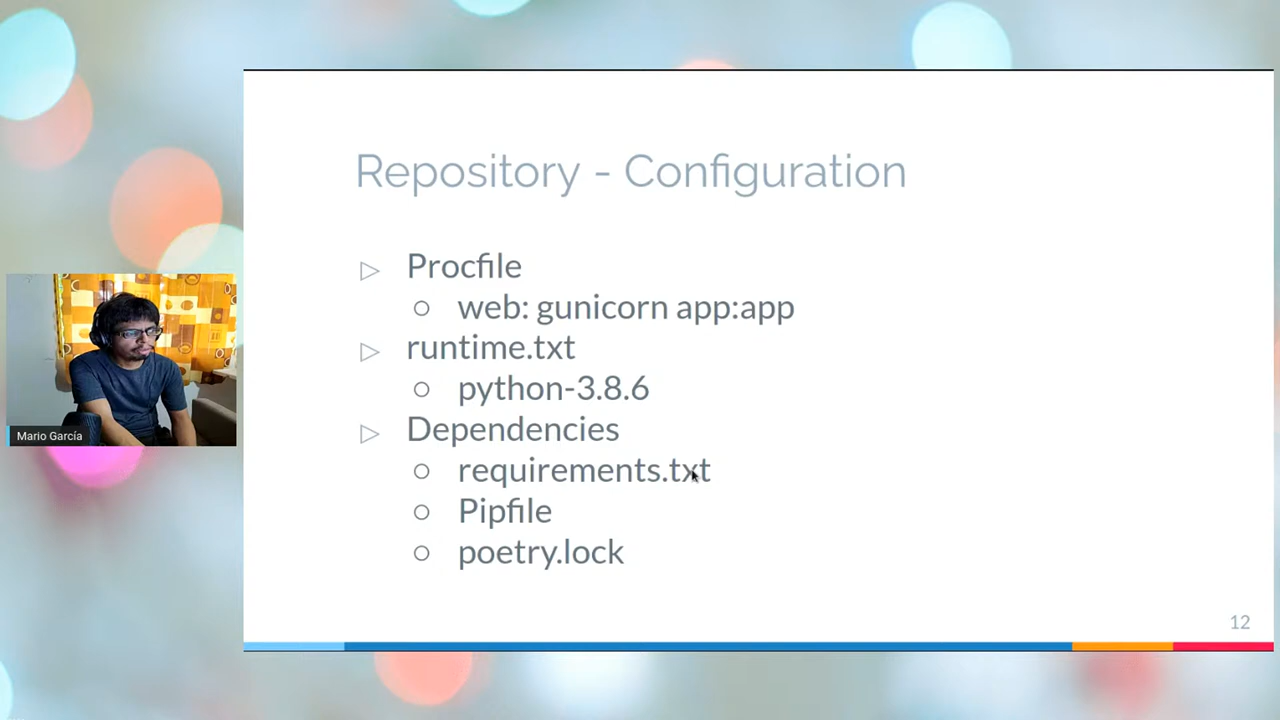 Repository - Configuration
▷ Procfile
○ web: gunicorn app:app
▷ runtime.txt
○ python-3.8.6
▷ Dependencies
○ requirements.txt
○ Pipfile
○ poetry.lock
12
Mario García